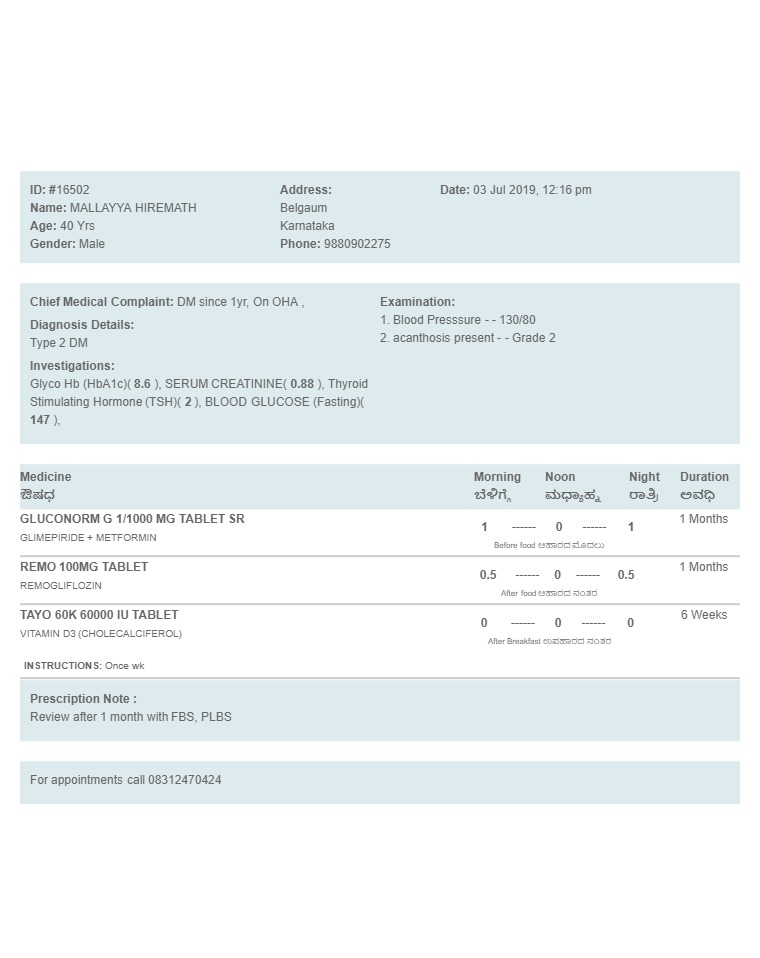 ID: #16502
Name: MALLAYYA HIREMATH
Age: 40 Yrs
Gender: Male
Address:
Belgaum
Karnataka
Phone: 9880902275
Date: 03 Jul 2019, 12:16 pm
Chief Medical Complaint: DM since 1yr, On OHA ,
Diagnosis Details:
Type 2 DM
Investigations:
Glyco Hb (HbA1c)( 8.6 ), SERUM CREATININE( 0.88 ), Thyroid
Stimulating Hormone (TSH)( 2 ), BLOOD GLUCOSE (Fasting)(
147 ),
Examination:
1. Blood Presssure - - 130/80
2. acanthosis present - - Grade 2
Medicine Morning Noon Night Duration
ಔಷಧ ಬೆಳಿಗ್ಗೆ ಮಧ್ಯಾಹ್ನ ರಾತ್ರಿ ಅವಧಿ
GLUCONORM G 1/1000 MG TABLET SR 1 ------ 0 ------ 1 1 Months
GLIMEPIRIDE + METFORMIN
Before food ಆಹಾರದ ಮೊದಲು
REMO 100MG TABLET 0.5 ------ 0 ------ 0.5 1 Months
REMOGLIFLOZIN
After food ಆಹಾರದ ನಂತರ
TAYO 60K 60000 IU TABLET 0 ------ 0 ------ 0 6 Weeks
VITAMIN D3 (CHOLECALCIFEROL)
After Breakfast ಉಪಹಾರದ ನಂತರ
INSTRUCTIONS: Once wk
Prescription Note :
Review after 1 month with FBS, PLBS
For appointments call 08312470424